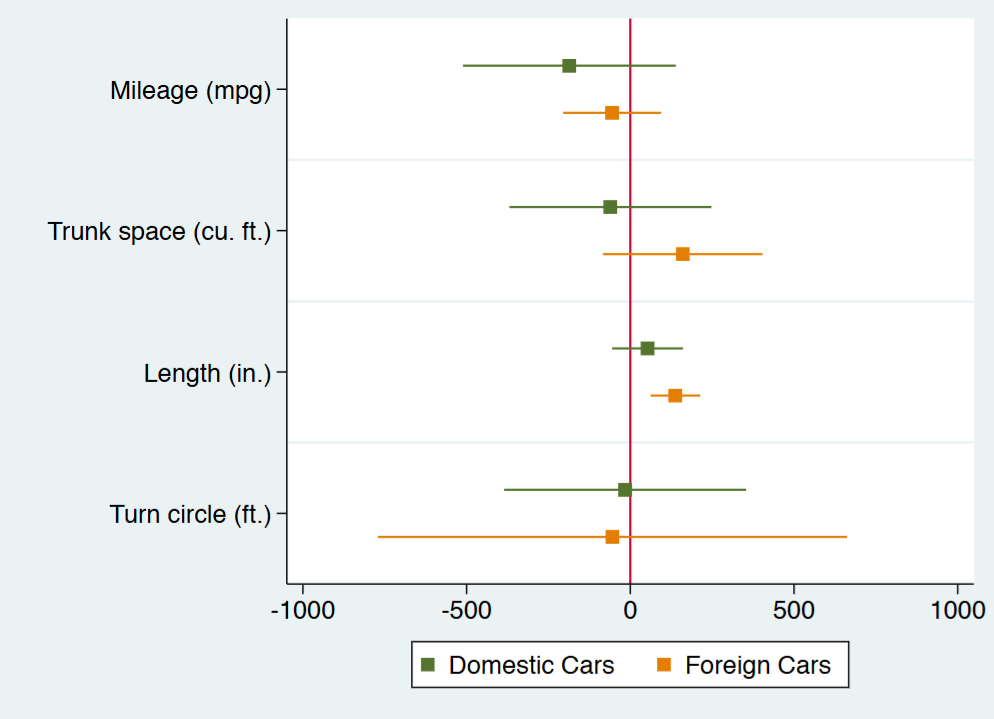 Mileage (mpg)
Trunk space (cu. ft.)
Length (in.)
Turn circle (ft.)
-1000 -500 0 500 1000
Domestic Cars Foreign Cars